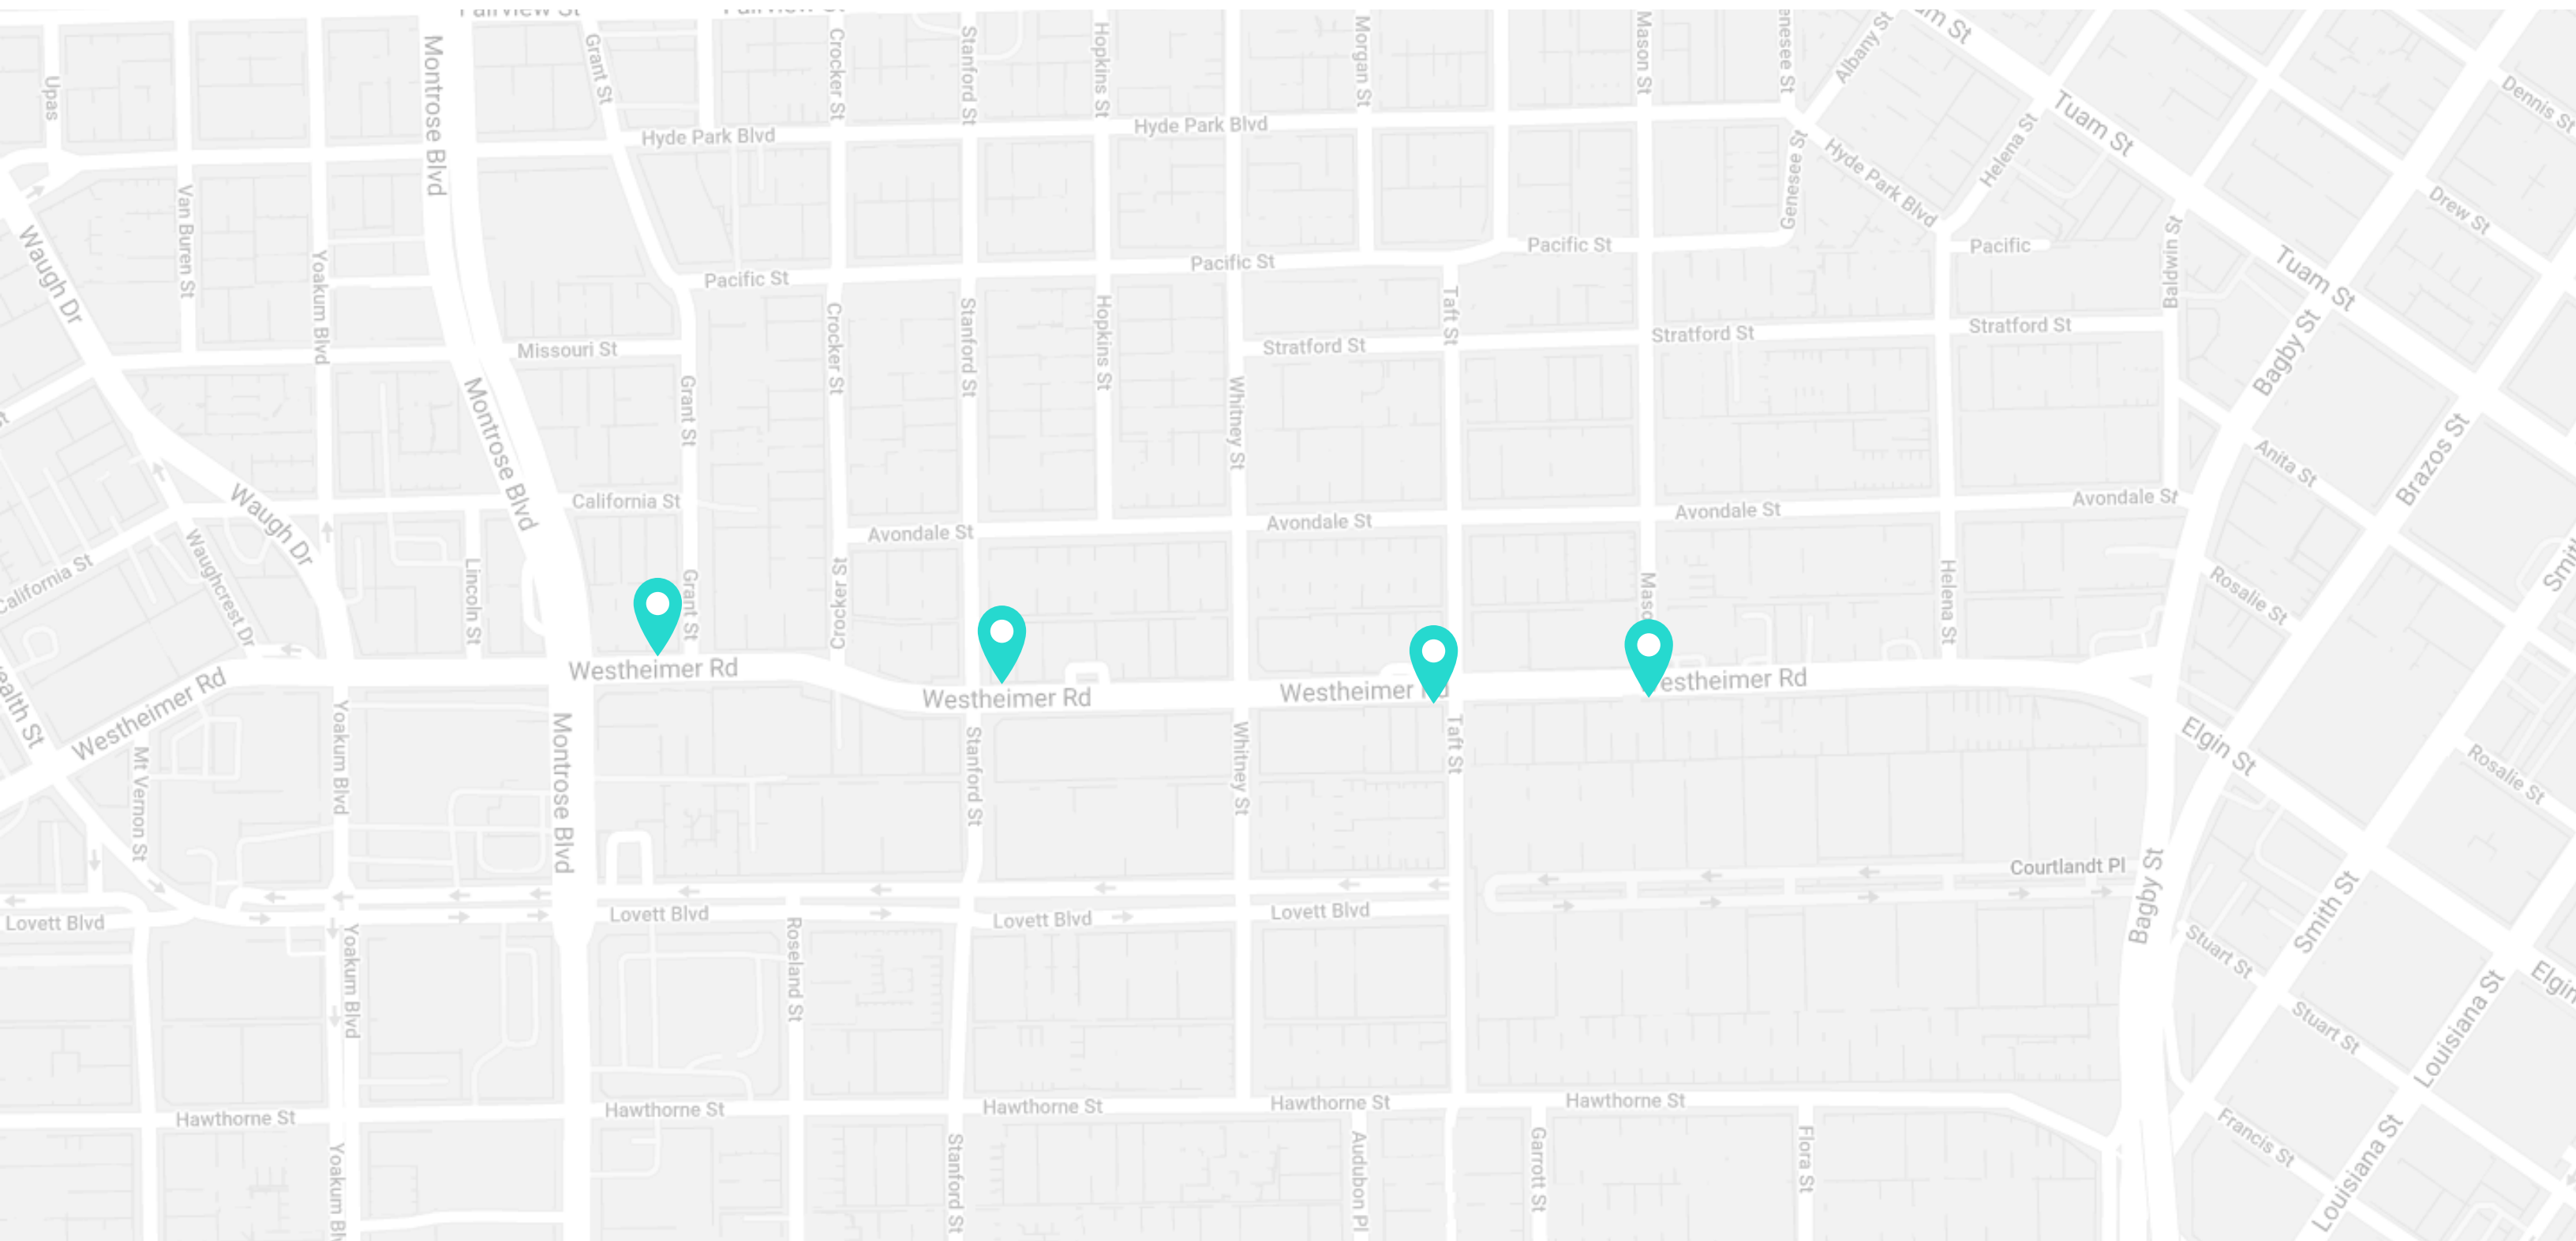 Fairview St
Fairview St
Upas
Montrose Blvd
Grant St
Crocker St
Stanford St
Hopkins St
Morgan St
Mason St
Albany St
Tuam St
Dennis St
Hyde Park Blvd
Hyde Park Blvd
Genesee St
Hyde Park Blvd
Helena St
Drew St
Van Buren St
Waugh Dr
Yoakum Blvd
Pacific St
Pacific St
Pacific St
Pacific
Baldwin St
Tuam St
Missouri St
Crocker St
Stanford St
Hopkins St
Taft St
Stratford St
Stratford St
Stratford St
Bagby St
Montrose Blvd
Grant St
Whitney St
Anita St
Brazos St
Waugh Dr
California St
Avondale St
Avondale St
Avondale St
Avondale St
California St
Waughcrest Dr
Lincoln St
Grant St
Crocker St
Helena St
Rosalie St
Westheimer Rd
Westheimer Rd
Westheimer Rd
Westheimer
estheimer Rd
Elgin St
Mt Vernon St
Yoakum Blvd
Montrose Blvd
Stanford St
Whitney St
Taft St
Rosalie St
Courtlandt Pl
Bagby St
Smith St
Lovett Blvd
Lovett Blvd
Lovett Blvd
Lovett Blvd
Yoakum Blvd
Roseland St
Stuart St
Elgin
Stuart St
Louisiana St
Hawthorne St
Hawthorne St
Hawthorne St
Hawthorne St
Hawthorne St
Yoakum Blv
Stanford St
Audubon Pl
Garrott St
Flora St
Francis St
Louisiana St